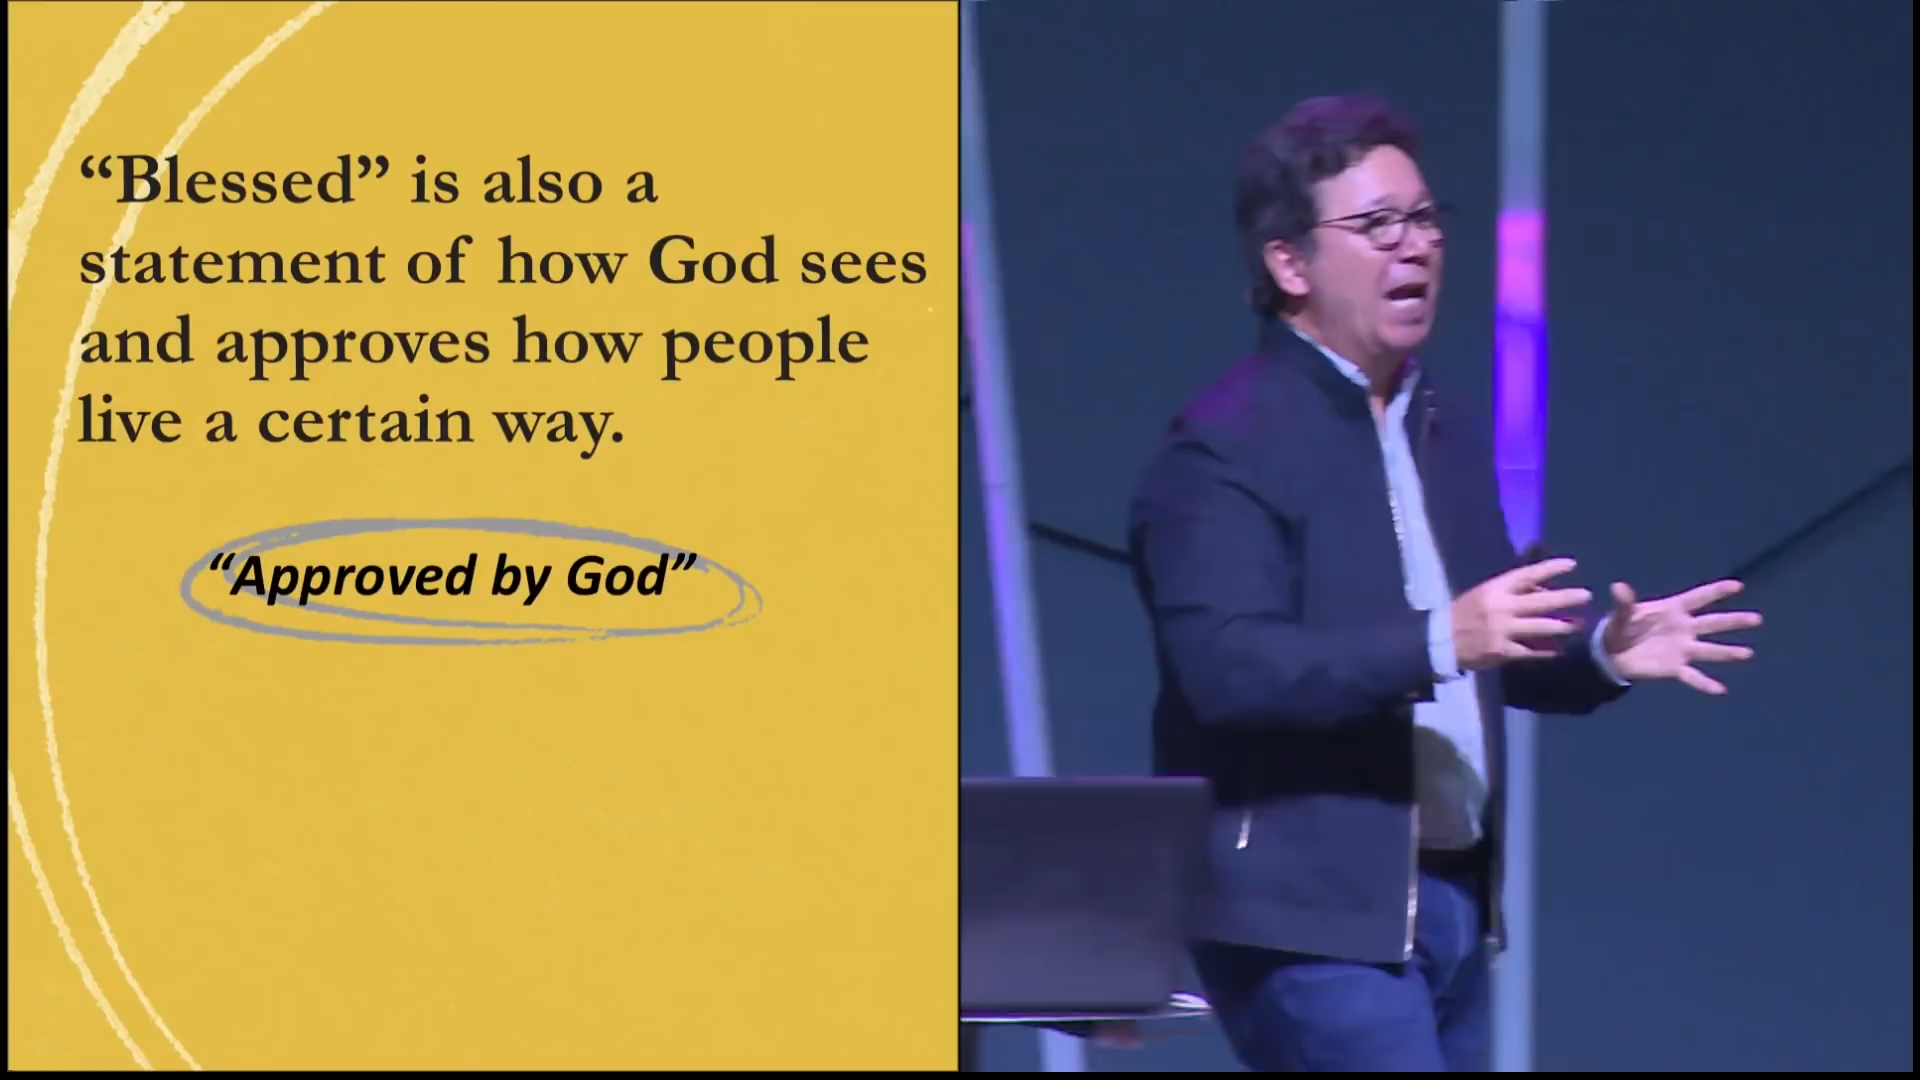 “Blessed” is also a
statement of how God sees
and approves how people
live a certain way.
“Approved by God”